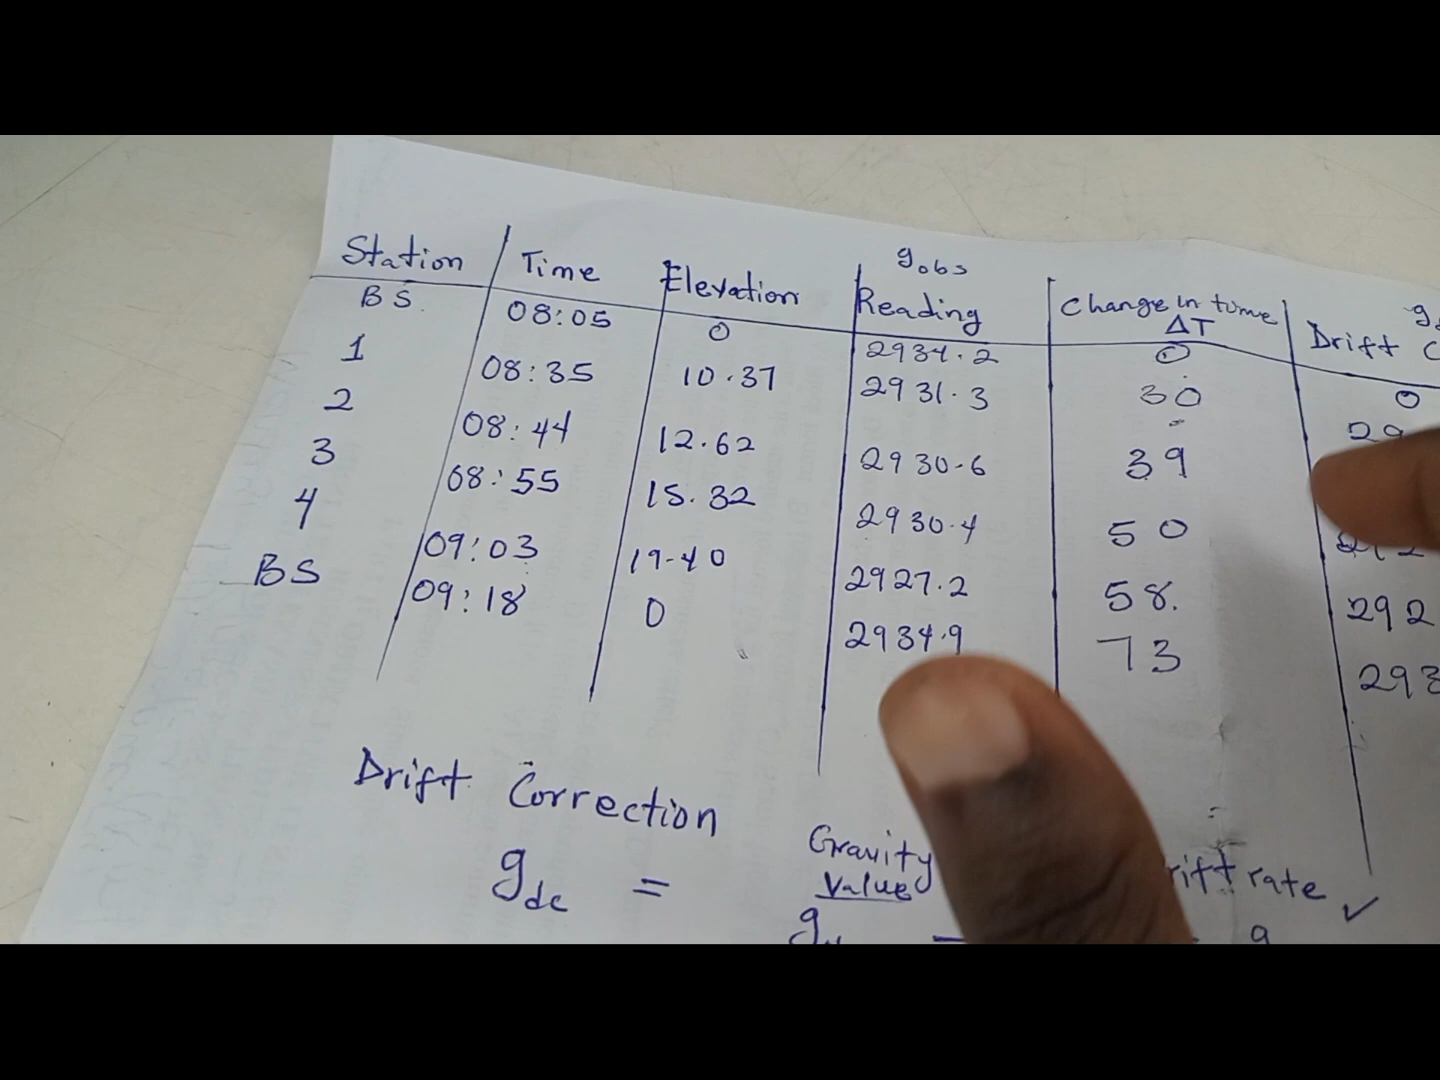 Station Time Elevation gobs Reading Change in time ΔT Drift
BS 08:05 0 2934.2 0 0
1 08:35 10.37 2931.3 30
2 08:44 12.62 2930.6 39
3 08:55 15.32 2930.4 50
4 09:03 19.40 2927.2 58.
BS 09:18 0 2934.9 73
Drift Correction
gdc = Gravity Value rate ✓